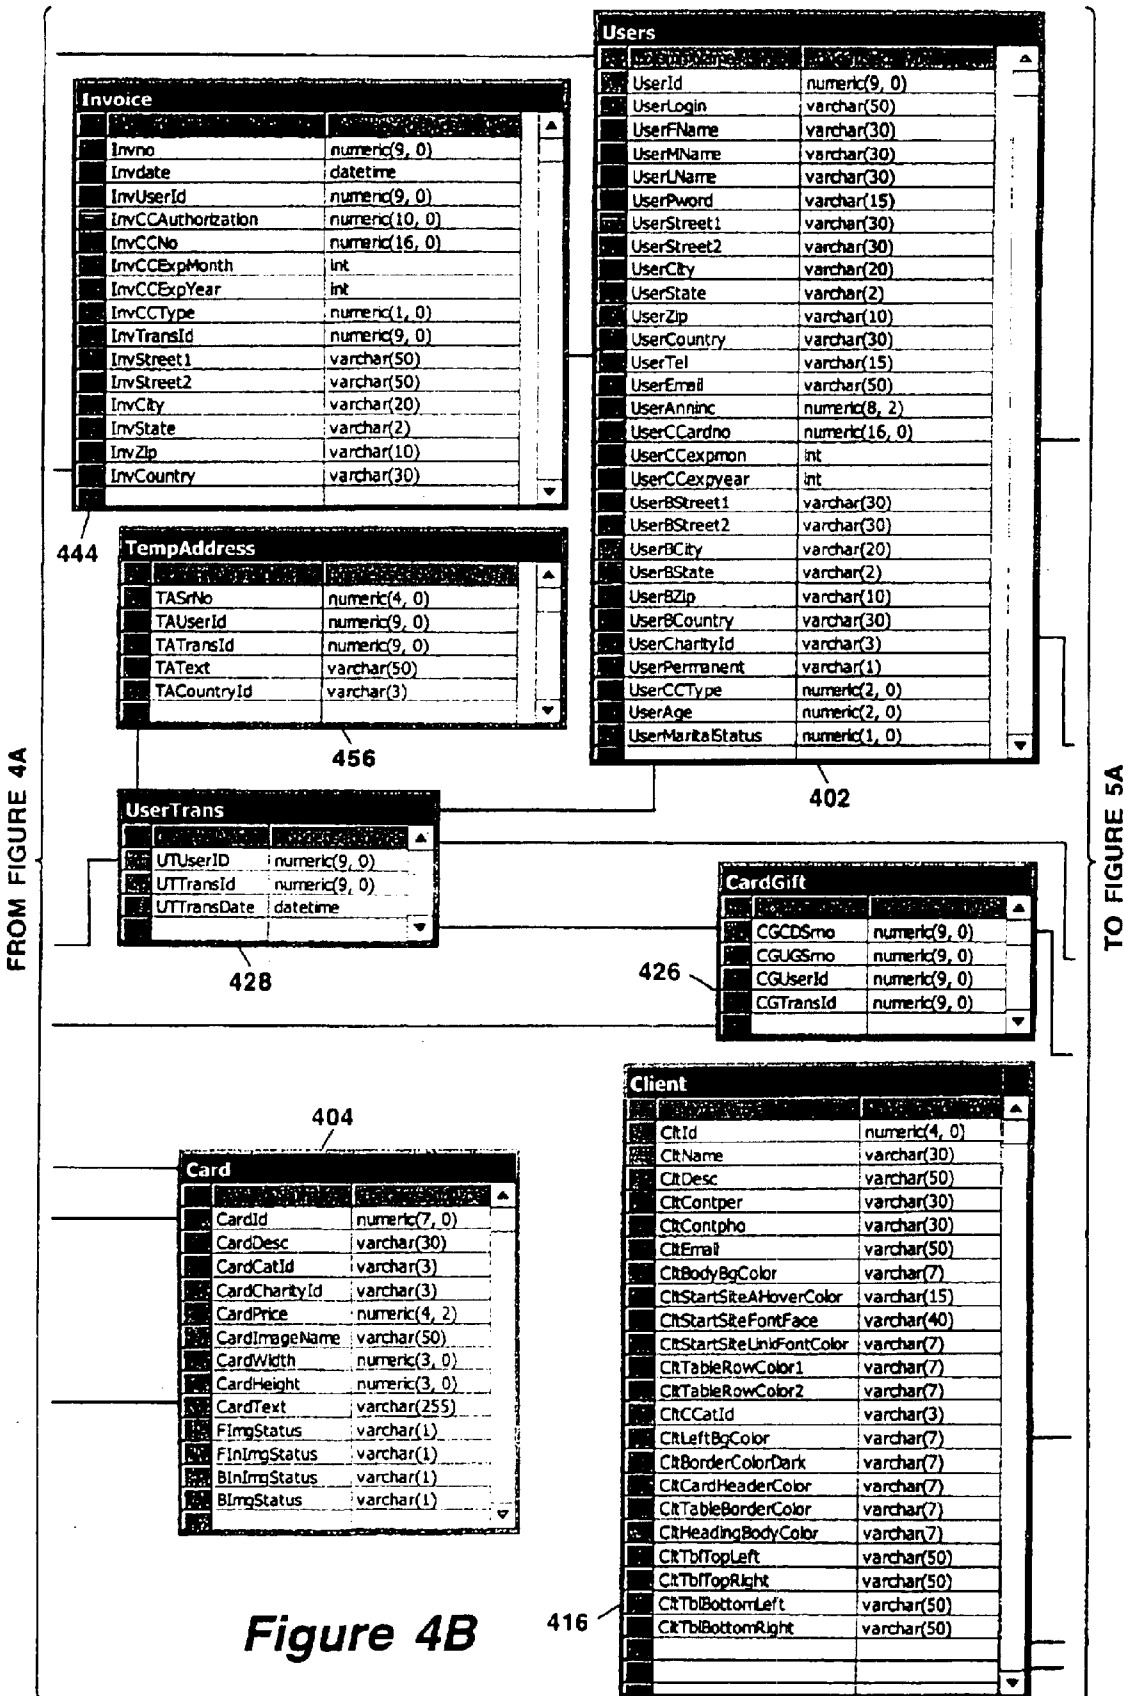 FROM FIGURE 4A
Invoice
Invno numeric(9, 0)
Invdate datetime
InvUserId numeric(9, 0)
InvCCAuthorization numeric(10, 0)
InvCCNo numeric(16, 0)
InvCCExpMonth int
InvCCExpYear int
InvCCType numeric(1, 0)
InvTransId numeric(9, 0)
InvStreet1 varchar(50)
InvStreet2 varchar(50)
InvCity varchar(20)
InvState varchar(2)
InvZip varchar(10)
InvCountry varchar(30)
444
TempAddress
TASrNo numeric(4, 0)
TAUserId numeric(9, 0)
TATransId numeric(9, 0)
TAText varchar(50)
TACountryId varchar(3)
456
Users
UserId numeric(9, 0)
UserLogin varchar(50)
UserFName varchar(30)
UserMName varchar(30)
UserLName varchar(30)
UserPword varchar(15)
UserStreet1 varchar(30)
UserStreet2 varchar(30)
UserCity varchar(20)
UserState varchar(2)
UserZip varchar(10)
UserCountry varchar(30)
UserTel varchar(15)
UserEmail varchar(50)
UserAnninc numeric(8, 2)
UserCCardno numeric(16, 0)
UserCCexpmon int
UserCCexpyear int
UserBStreet1 varchar(30)
UserBStreet2 varchar(30)
UserBCity varchar(20)
UserBState varchar(2)
UserBZip varchar(10)
UserBCountry varchar(30)
UserCharityId varchar(3)
UserPermanent varchar(1)
UserCCType numeric(2, 0)
UserAge numeric(2, 0)
UserMaritalStatus numeric(1, 0)
402
UserTrans
UTUserID numeric(9, 0)
UTTransId numeric(9, 0)
UTTransDate datetime
428
CardGift
CGCDSrno numeric(9, 0)
CGUGSrno numeric(9, 0)
CGUserId numeric(9, 0)
CGTransId numeric(9, 0)
426
404
Card
CardId numeric(7, 0)
CardDesc varchar(30)
CardCatId varchar(3)
CardCharityId varchar(3)
CardPrice numeric(4, 2)
CardImageName varchar(50)
CardWidth numeric(3, 0)
CardHeight numeric(3, 0)
CardText varchar(255)
FImgStatus varchar(1)
FInImgStatus varchar(1)
BInImgStatus varchar(1)
BImgStatus varchar(1)
Client
CltId numeric(4, 0)
CltName varchar(30)
CltDesc varchar(50)
CltContper varchar(30)
CltContpho varchar(30)
CltEmail varchar(50)
CltBodyBgColor varchar(7)
CltStartSiteAHoverColor varchar(15)
CltStartSiteFontFace varchar(40)
CltStartSiteLinkFontColor varchar(7)
CltTableRowColor1 varchar(7)
CltTableRowColor2 varchar(7)
CltCCatId varchar(3)
CltLeftBgColor varchar(7)
CltBorderColorDark varchar(7)
CltCardHeaderColor varchar(7)
CltTableBorderColor varchar(7)
CltHeadingBodyColor varchar(7)
CltTblTopLeft varchar(50)
CltTblTopRight varchar(50)
CltTblBottomLeft varchar(50)
CltTblBottomRight varchar(50)
416
TO FIGURE 5A
Figure 4B